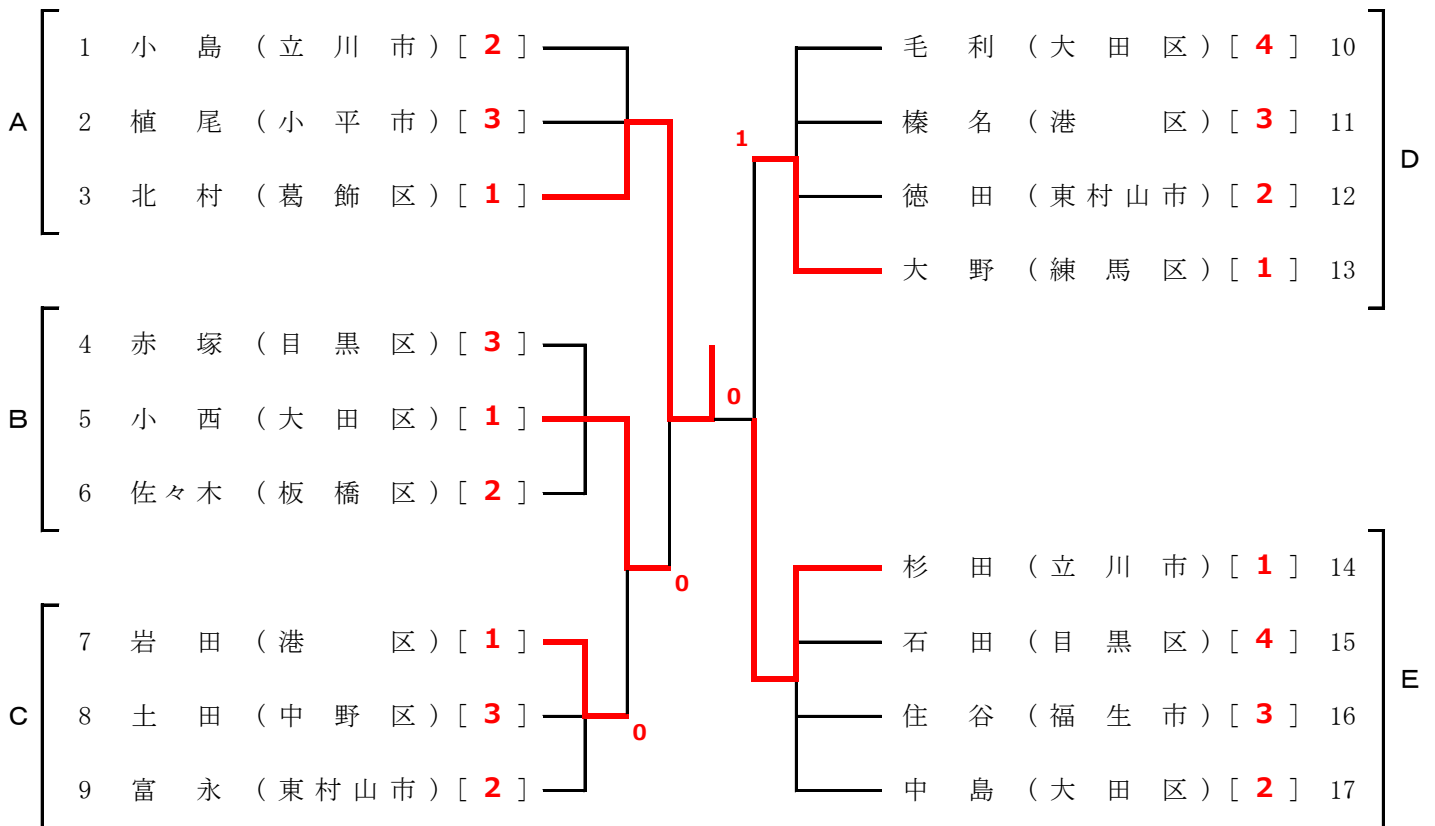 1 小島(立川市)[2]
A 2 植尾(小平市)[3]
3 北村(葛飾区)[1]
4 赤塚(目黒区)[3]
B 5 小西(大田区)[1]
6 佐々木(板橋区)[2]
0
7 岩田(港区)[1]
C 8 土田(中野区)[3]
0
9 富永(東村山市)[2]
0
毛利(大田区)[4] 10
榛名(港区)[3] 11
1
D
徳田(東村山市)[2] 12
大野(練馬区)[1] 13
杉田(立川市)[1] 14
石田(目黒区)[4] 15
E
住谷(福生市)[3] 16
中島(大田区)[2] 17